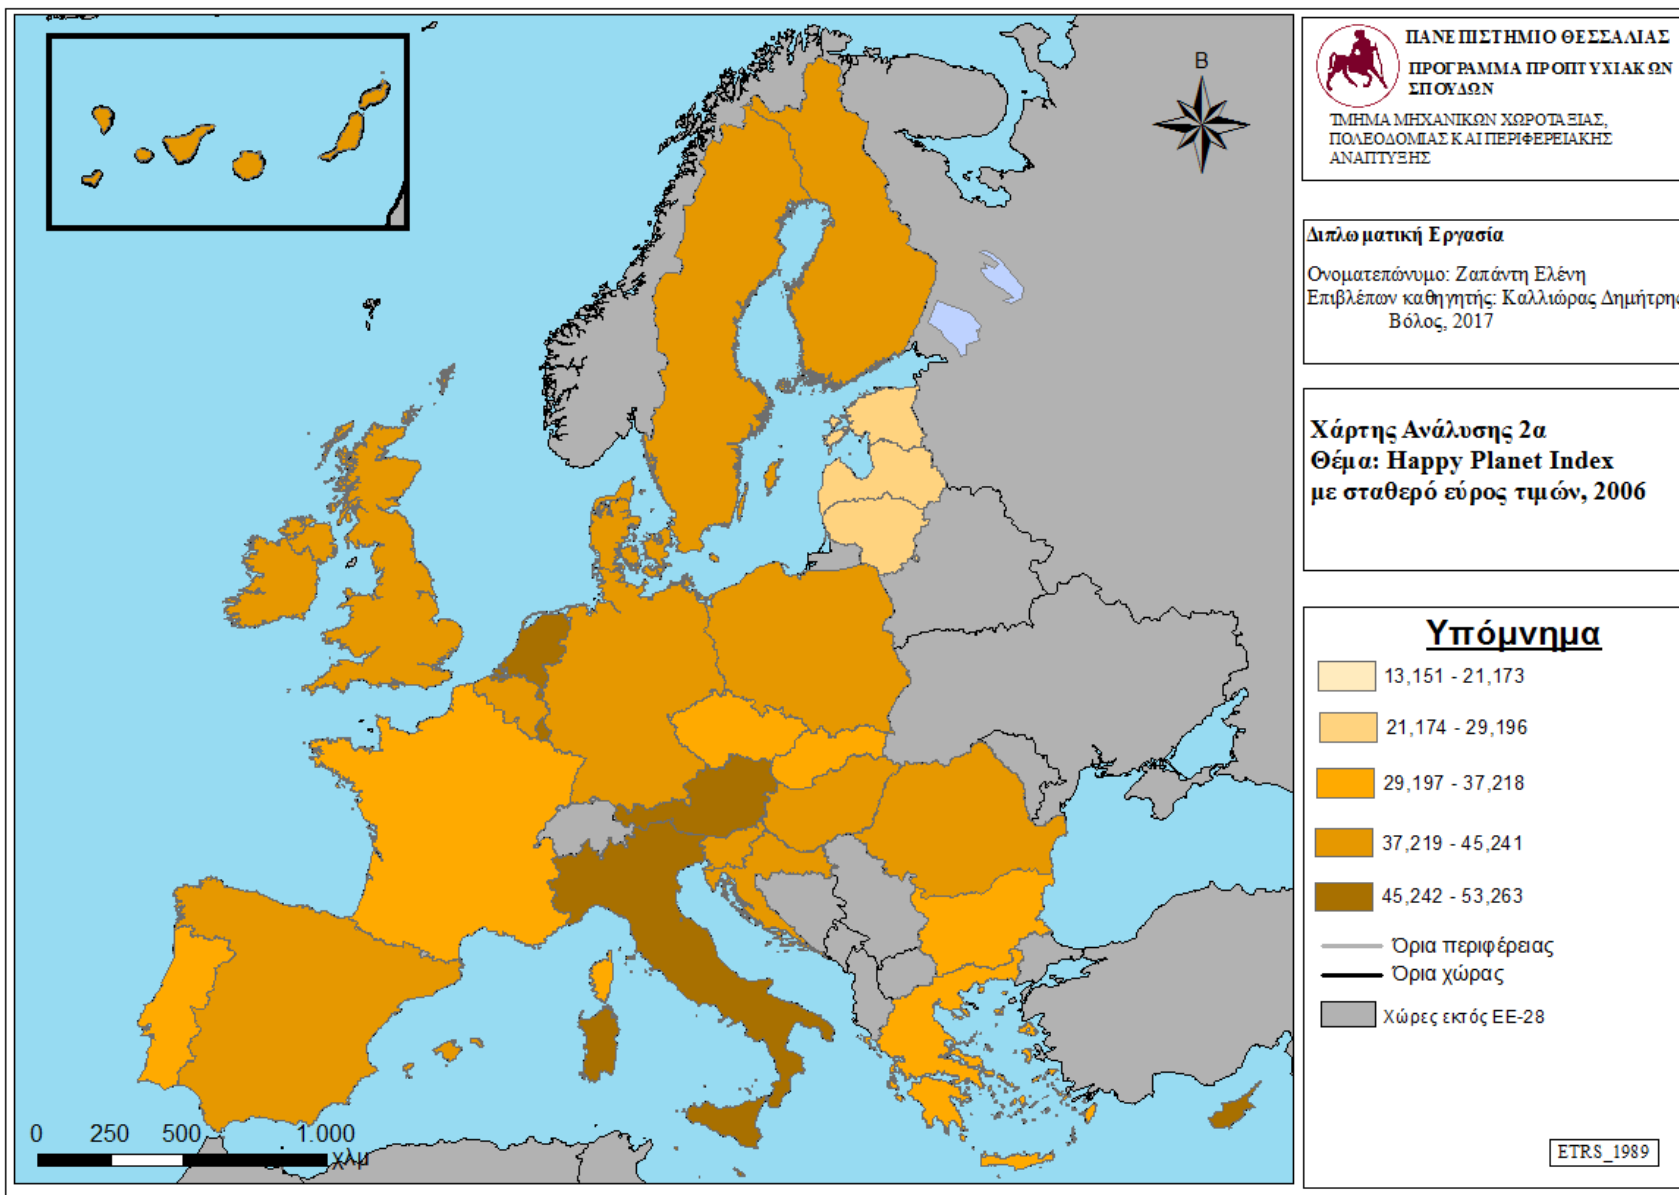 Β
ΠΑΝΕΠΙΣΤΗΜΙΟ ΘΕΣΣΑΛΙΑΣ
ΠΡΟΓΡΑΜΜΑ ΠΡΟΠΤΥΧΙΑΚΩΝ
ΣΠΟΥΔΩΝ
ΤΜΗΜΑ ΜΗΧΑΝΙΚΩΝ ΧΩΡΟΤΑΞΙΑΣ,
ΠΟΛΕΟΔΟΜΙΑΣ ΚΑΙ ΠΕΡΙΦΕΡΕΙΑΚΗΣ
ΑΝΑΠΤΥΞΗΣ
Διπλωματική Εργασία
Ονοματεπώνυμο: Ζαπάντη Ελένη
Επιβλέπων καθηγητής: Καλλιώρας Δημήτρης
Βόλος, 2017
Χάρτης Ανάλυσης 2α
Θέμα: Happy Planet Index
με σταθερό εύρος τιμών, 2006
Υπόμνημα
13,151 - 21,173
21,174 - 29,196
29,197 - 37,218
37,219 - 45,241
45,242 - 53,263
Όρια περιφέρειας
Όρια χώρας
Χώρες εκτός ΕΕ-28
ETRS_1989
0 250 500 1.000
χλμ